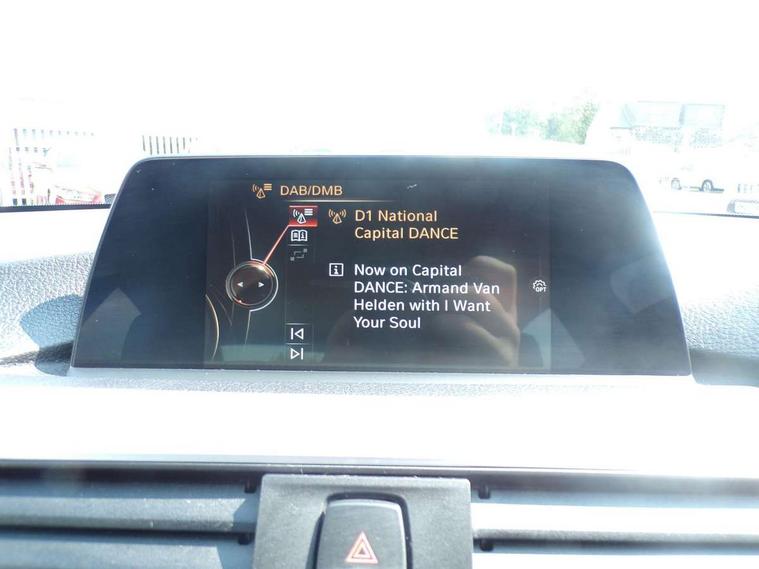 DAB/DMB
D1 National
Capital DANCE
Now on Capital
DANCE: Armand Van
Helden with I Want
Your Soul
OPT